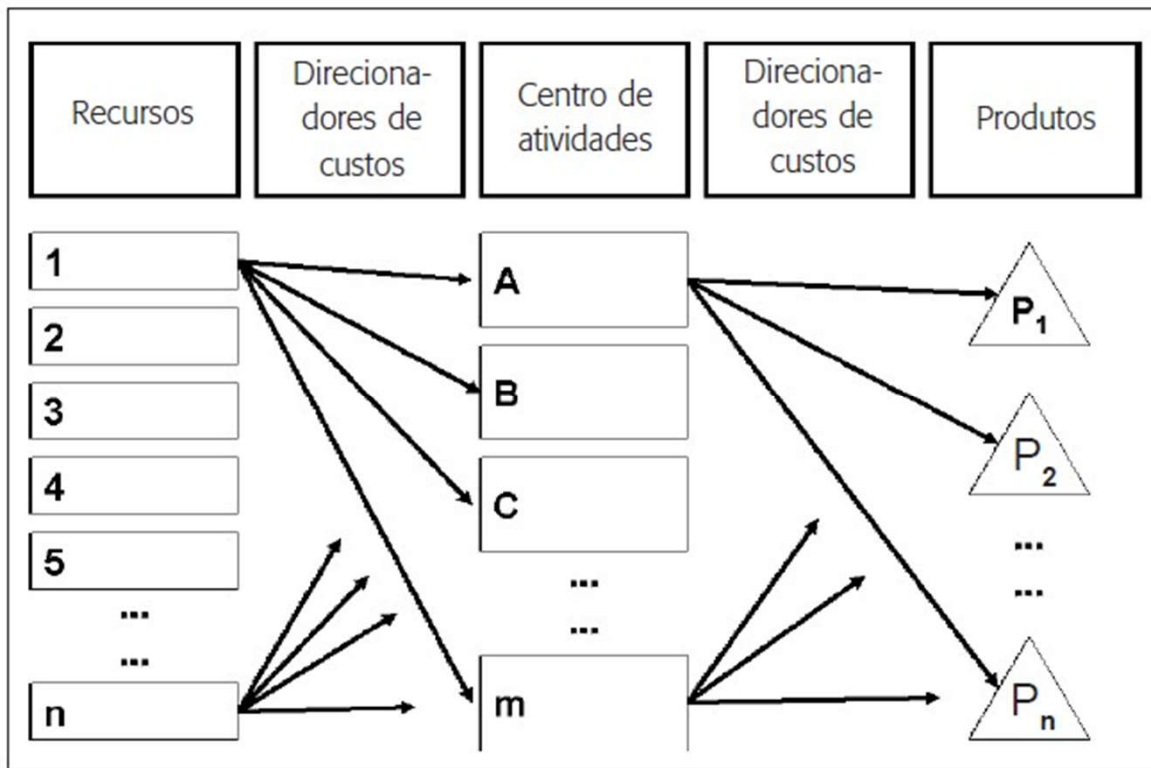 Recursos
Direciona-
dores de
custos
Centro de
atividades
Direciona-
dores de
custos
Produtos
1
2
3
4
5
...
...
n
A
B
C
...
...
m
P₁
P₂
...
...
Pₙ